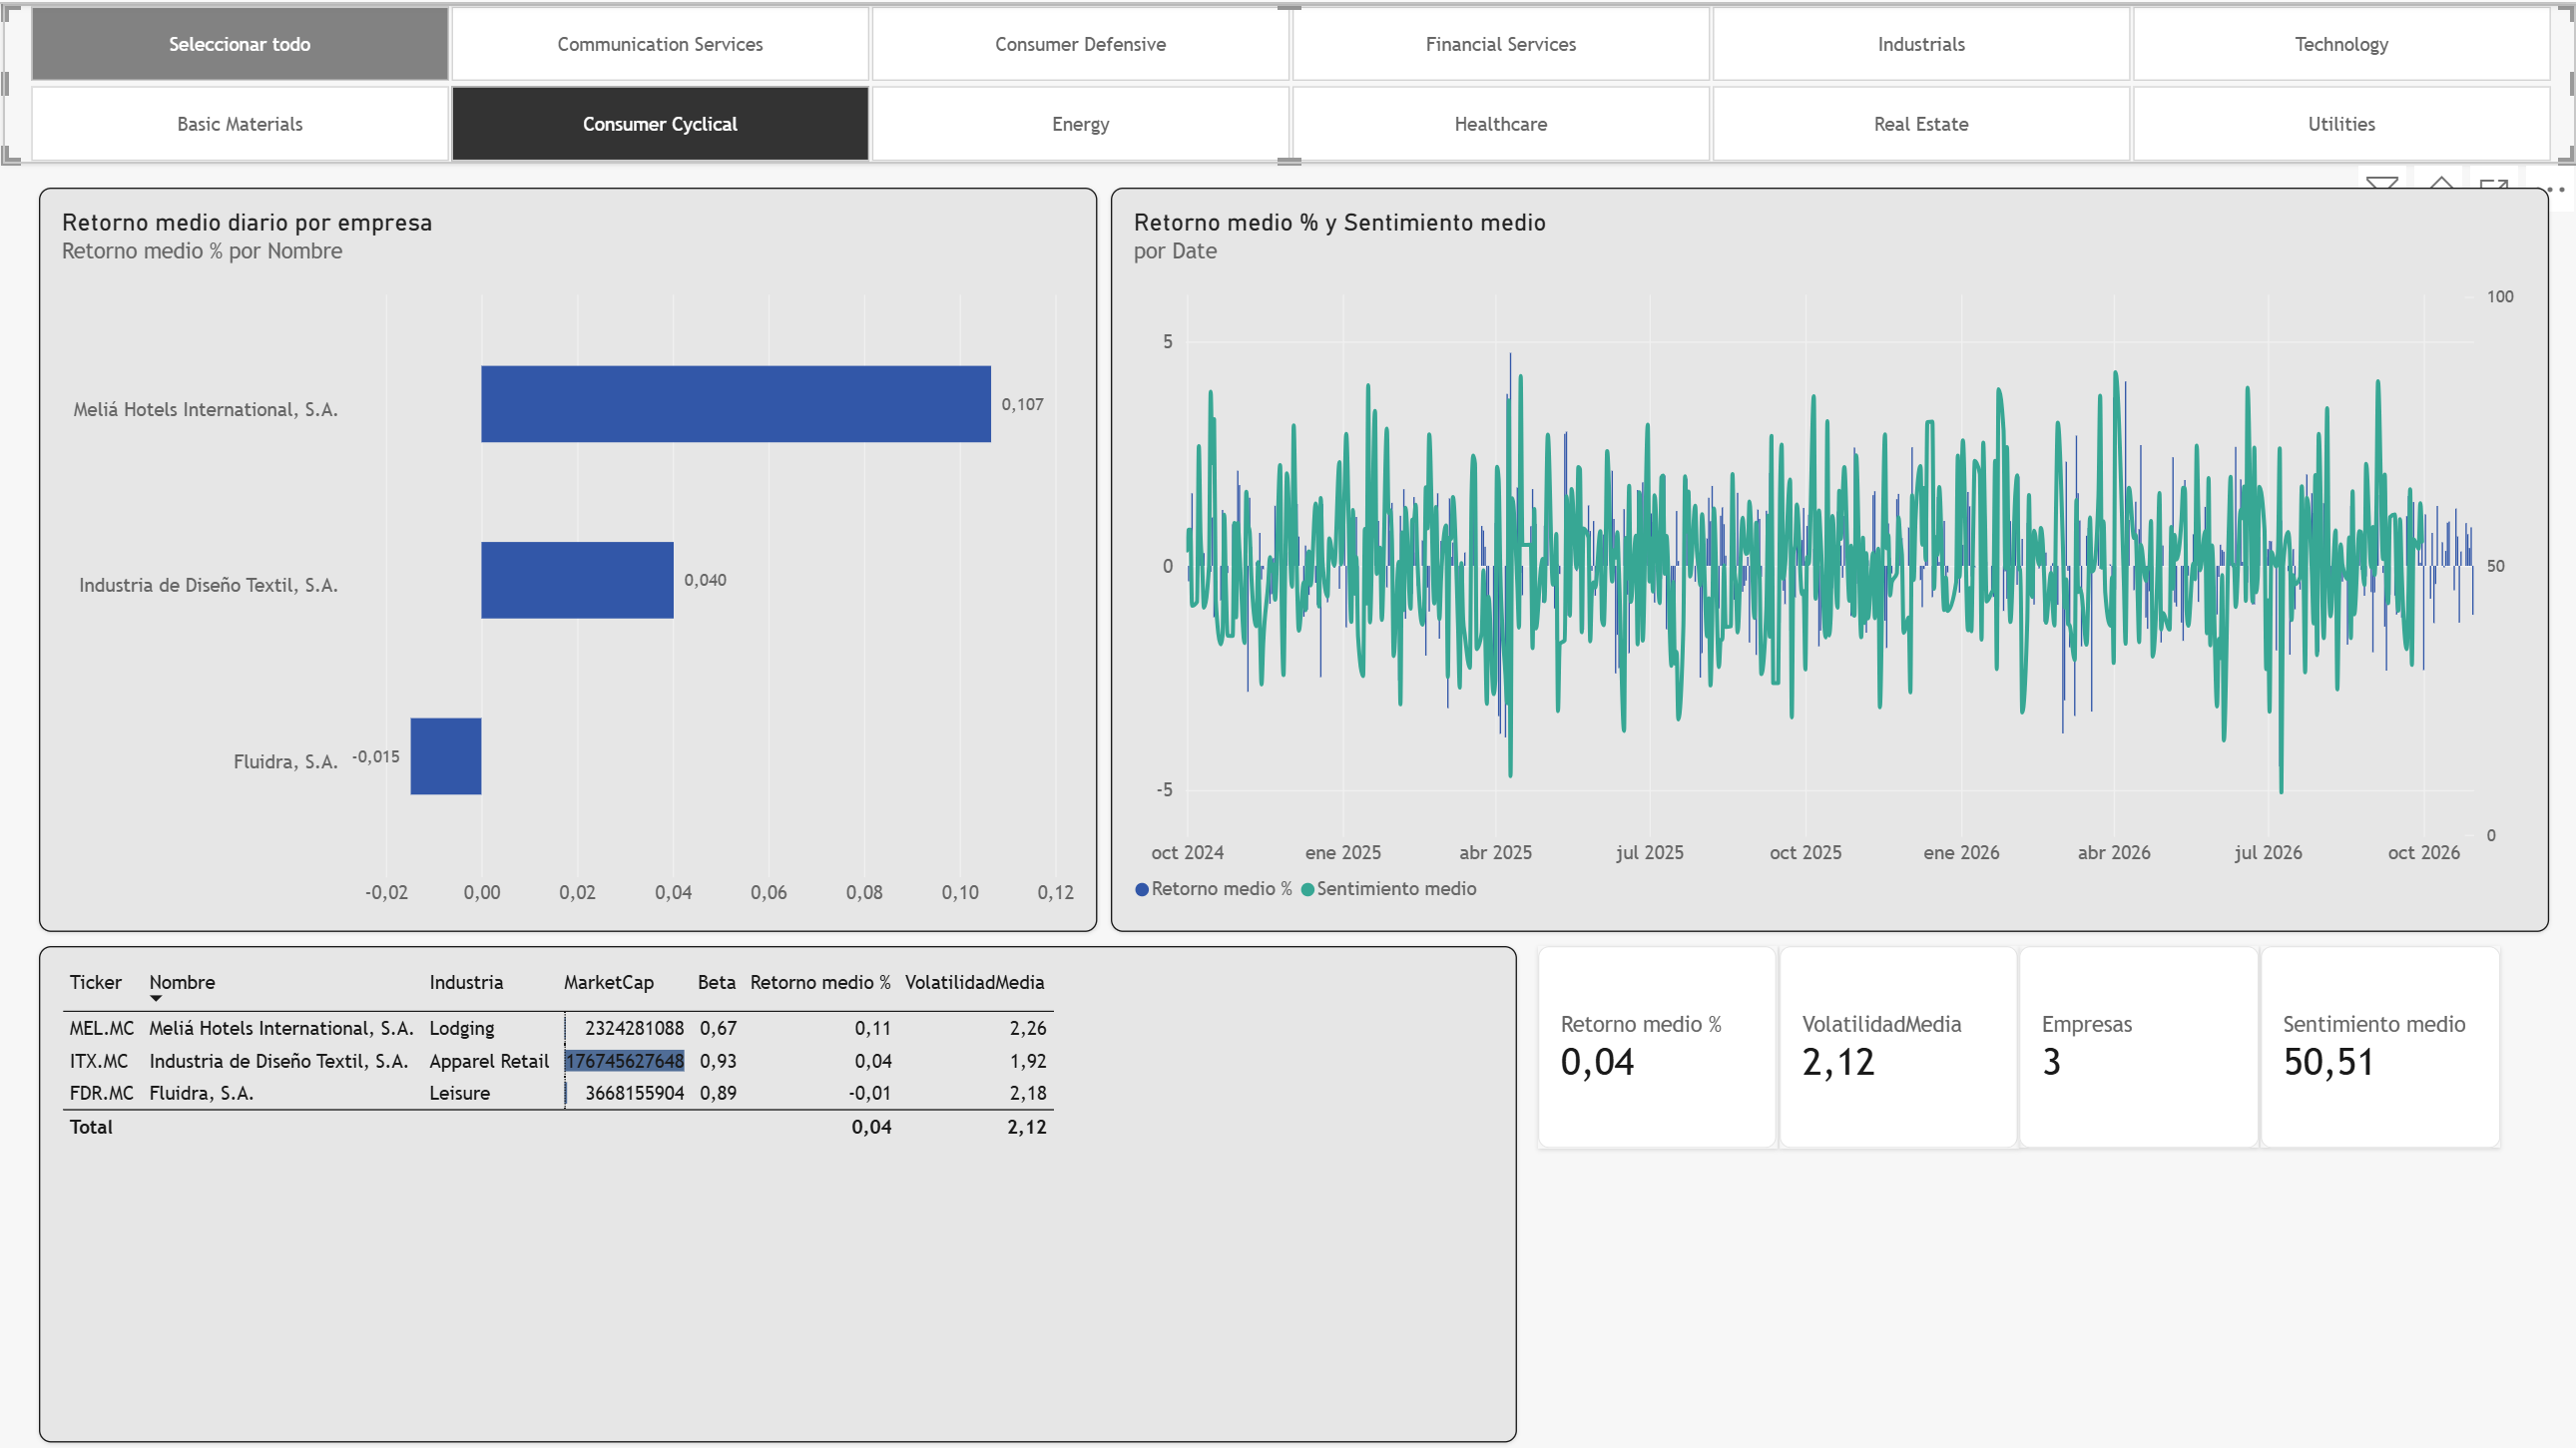 Seleccionar todo Communication Services Consumer Defensive Financial Services Industrials Technology
Basic Materials Consumer Cyclical Energy Healthcare Real Estate Utilities
Retorno medio diario por empresa
Retorno medio % por Nombre
Meliá Hotels International, S.A. 0,107
Industria de Diseño Textil, S.A. 0,040
Fluidra, S.A. -0,015
-0,02 0,00 0,02 0,04 0,06 0,08 0,10 0,12
Retorno medio % y Sentimiento medio
por Date
100
5
0 50
-5
0
oct 2024 ene 2025 abr 2025 jul 2025 oct 2025 ene 2026 abr 2026 jul 2026 oct 2026
Retorno medio % Sentimiento medio
Ticker Nombre Industria MarketCap Beta Retorno medio % VolatilidadMedia
MEL.MC Meliá Hotels International, S.A. Lodging 2324281088 0,67 0,11 2,26
ITX.MC Industria de Diseño Textil, S.A. Apparel Retail 176745627648 0,93 0,04 1,92
FDR.MC Fluidra, S.A. Leisure 3668155904 0,89 -0,01 2,18
Total 0,04 2,12
Retorno medio %
0,04
VolatilidadMedia
2,12
Empresas
3
Sentimiento medio
50,51